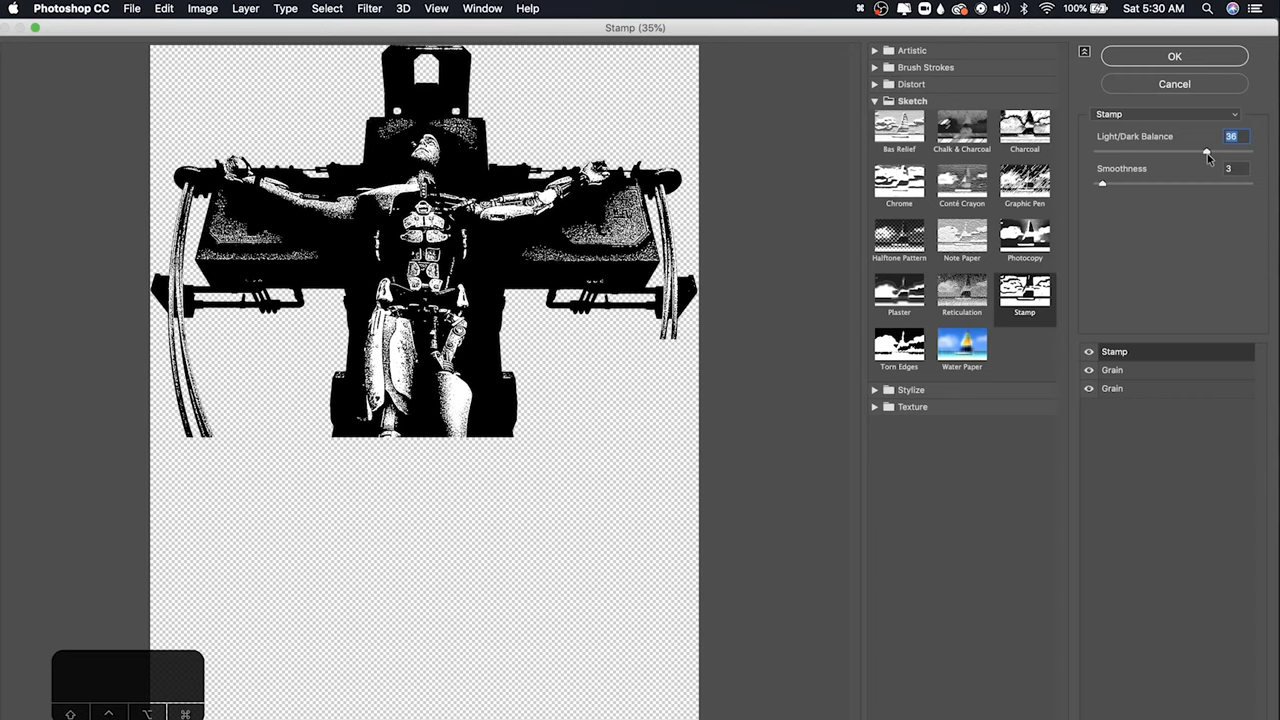 Photoshop CC File Edit Image Layer Type Select Filter 3D View Window Help 100% Sat 5:30 AM
Stamp (35%)
Artistic
Brush Strokes
Distort
Sketch
Bas Relief Chalk & Charcoal Charcoal
Chrome Conté Crayon Graphic Pen
Halftone Pattern Note Paper Photocopy
Plaster Reticulation Stamp
Torn Edges Water Paper
Stylize
Texture
OK
Cancel
Stamp
Light/Dark Balance 36
Smoothness 3
Stamp
Grain
Grain